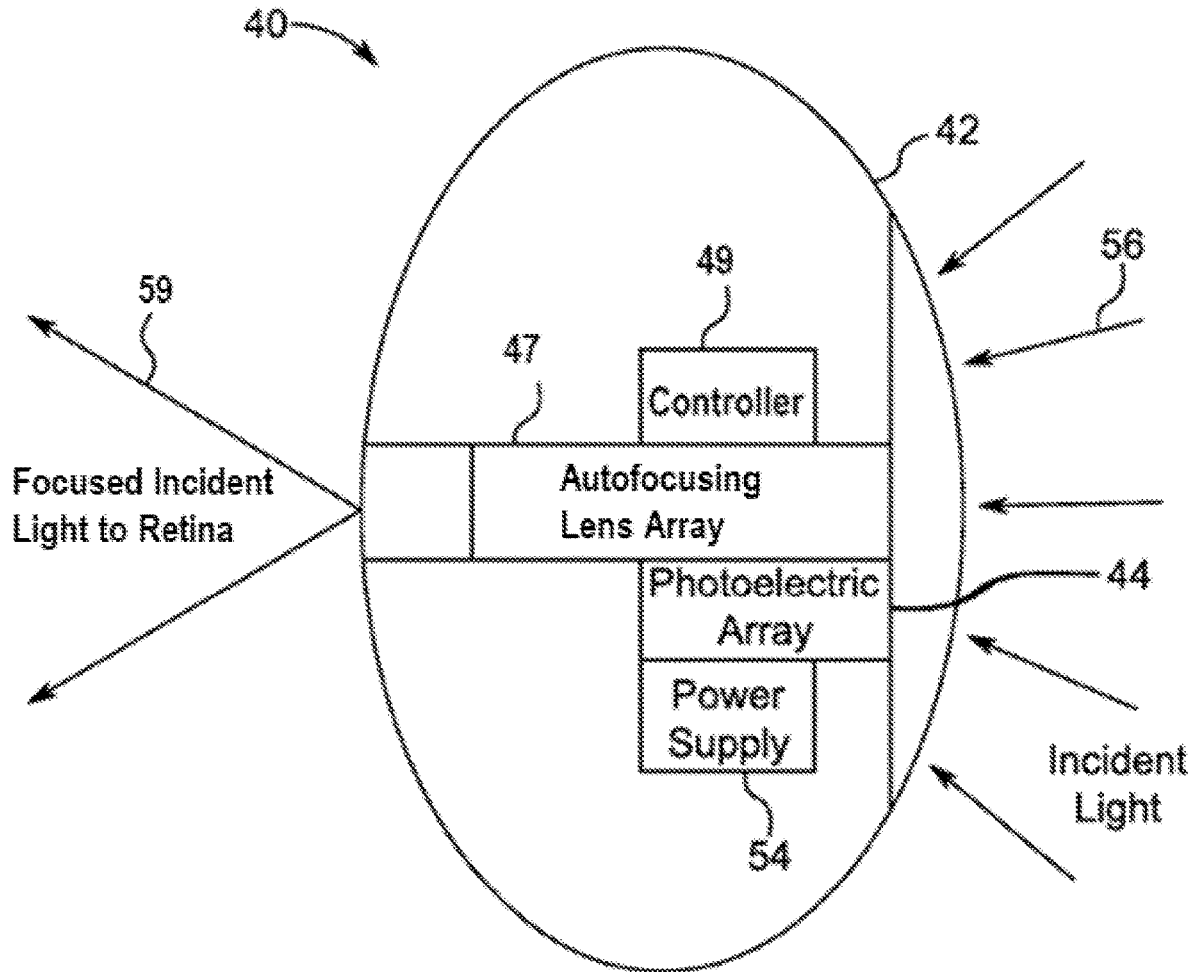 40
42
56
59
49
47
Controller
Focused Incident
Light to Retina
Autofocusing
Lens Array
Photoelectric
Array
44
Power
Supply
Incident
Light
54